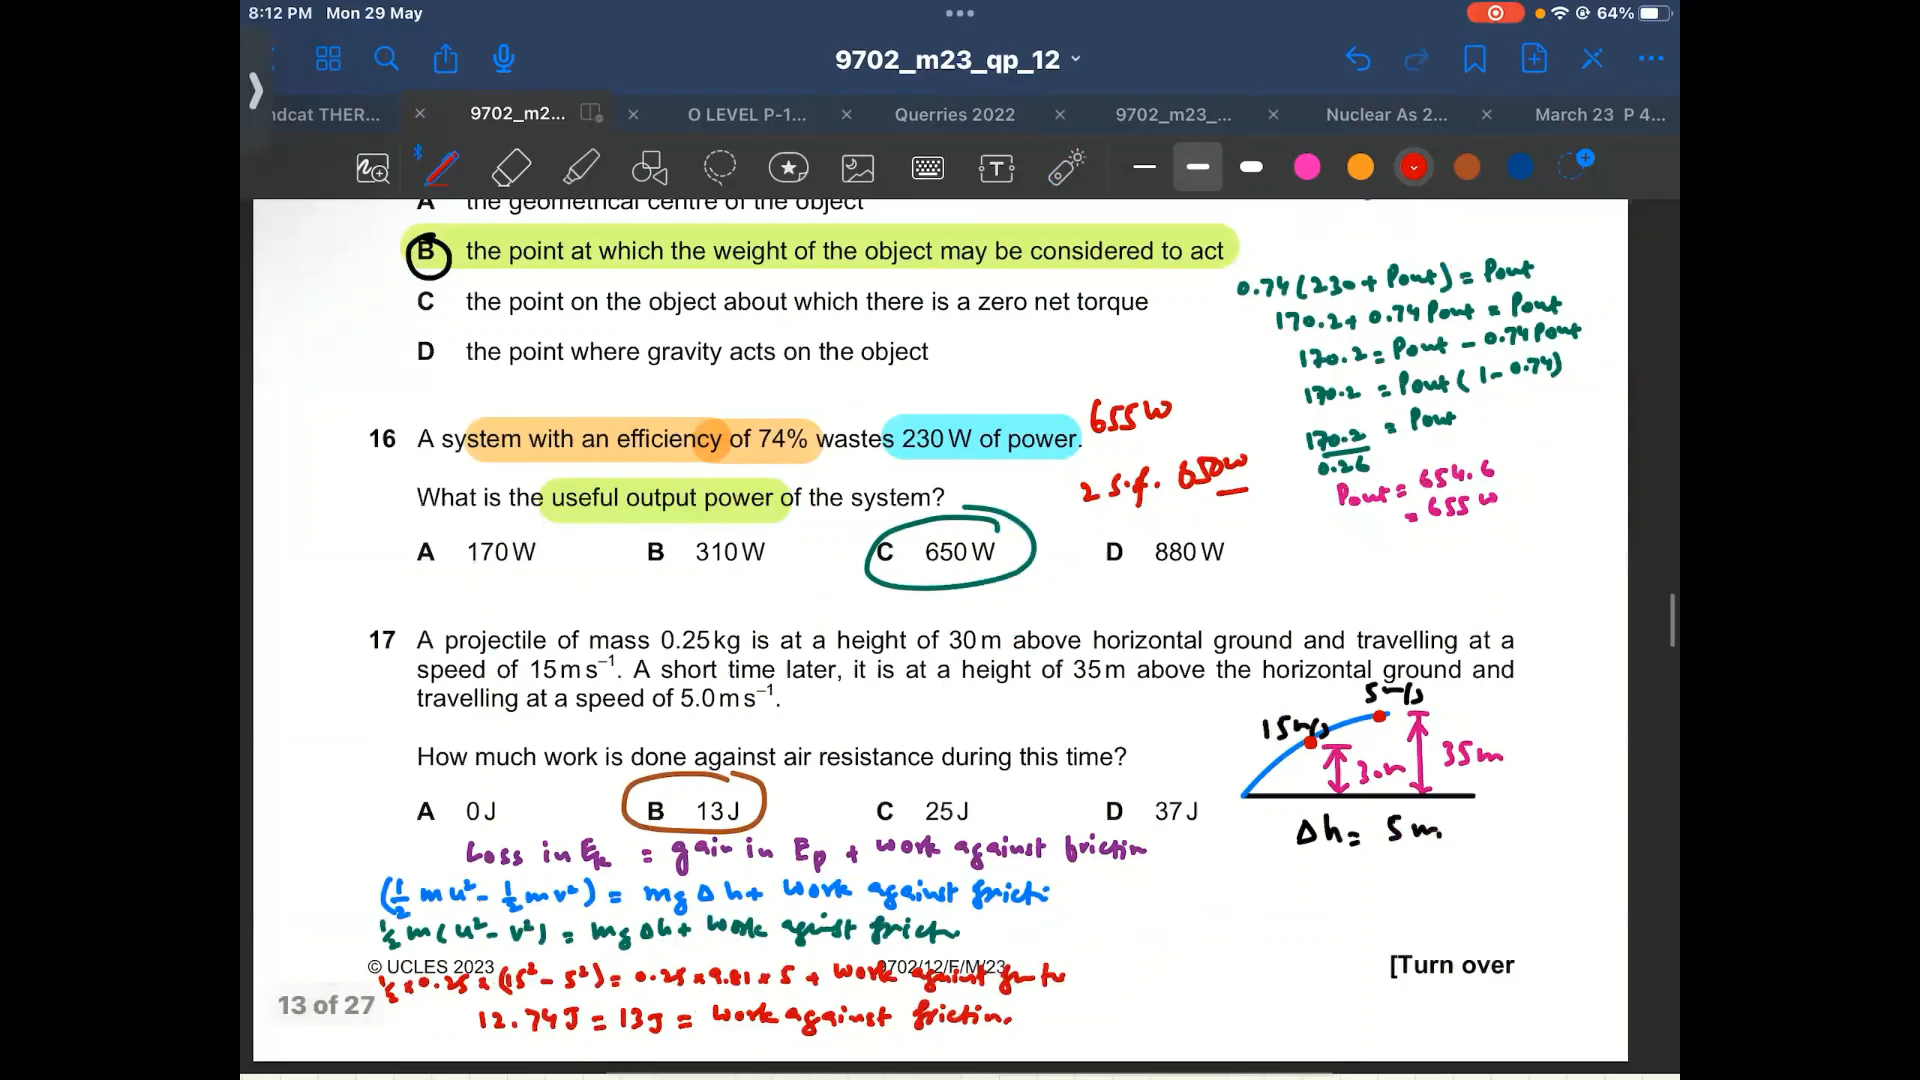 8:12 PM Mon 29 May
64%
9702_m23_qp_12
ndcat THER...
9702_m2...
O LEVEL P-1...
Querries 2022
9702_m23_...
Nuclear As 2...
March 23 P 4...
A the geometrical centre of the object
B the point at which the weight of the object may be considered to act
C the point on the object about which there is a zero net torque
D the point where gravity acts on the object
0.74(230 + Pout) = Pout
170.2 + 0.74 Pout = Pout
170.2 = Pout - 0.74 Pout
170.2 = Pout (1 - 0.74)
170.2/0.26 = Pout
Pout = 654.6
= 655 W
16 A system with an efficiency of 74% wastes 230 W of power.
655 W
What is the useful output power of the system?
2 s.f. 650 W
A 170 W B 310 W C 650 W D 880 W
17 A projectile of mass 0.25 kg is at a height of 30 m above horizontal ground and travelling at a
speed of 15 m s⁻¹. A short time later, it is at a height of 35 m above the horizontal ground and
travelling at a speed of 5.0 m s⁻¹.
5 m/s
15 m/s
30m
35m
Δh = 5m
How much work is done against air resistance during this time?
A 0 J B 13 J C 25 J D 37 J
Loss in Ek = gain in Ep + work against friction
(½ mu² - ½ mv²) = mgΔh + work against fricti
½ m(u² - v²) = mgΔh + work aginst frictn
© UCLES 2023 9702/12/F/M/23 [Turn over
½ × 0.25 × (15² - 5²) = 0.25 × 9.81 × 5 + work against
12.74 J = 13 J = work against friction.
13 of 27